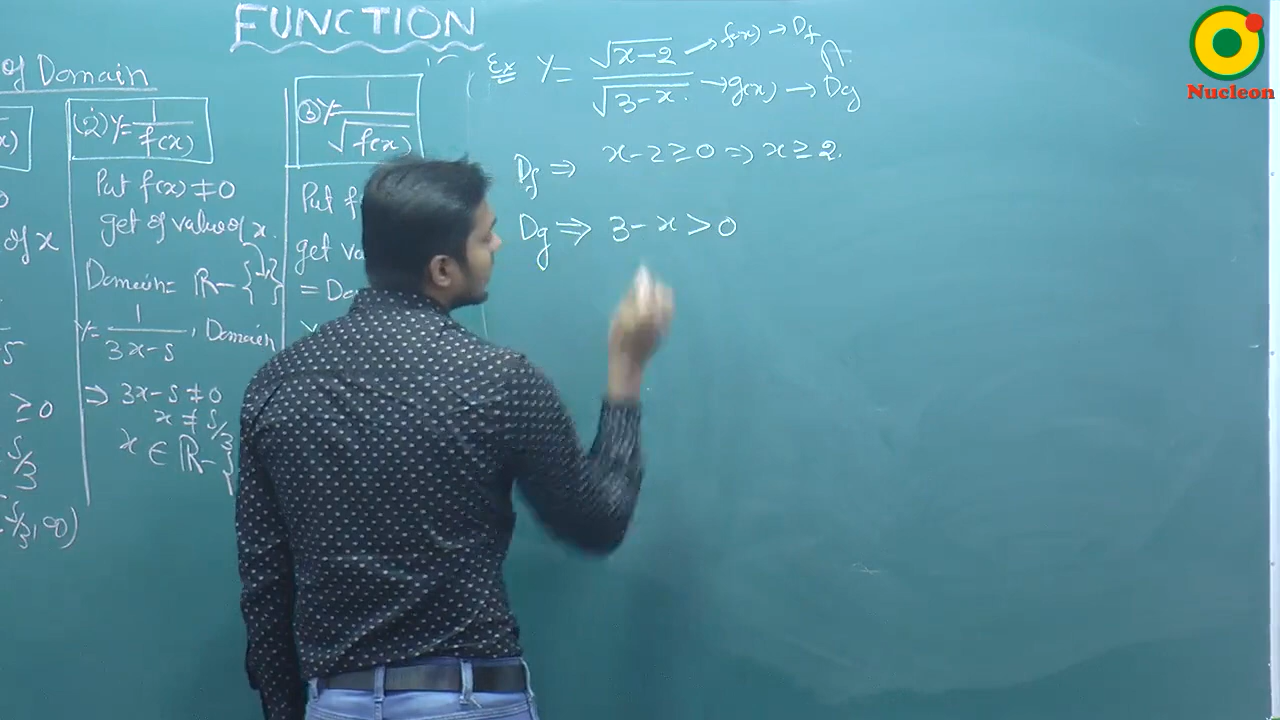 FUNCTION
of Domain
x)
of x
≥0
5/3
5/3, ∞)
(2) y = 1/f(x)
Put f(x) ≠ 0
get of value of x.
Domain = R - { }
y = 1/3x-5, Domain
⇒ 3x-5 ≠ 0
x ≠ 5/3
x ∈ R - {
(3) y = 1/√f(x)
Put f
get va
= Do
Ex y = √x-2/√3-x
→ f(x) → Df
∩
→ g(x) → Dg
Df ⇒ x-2 ≥ 0 ⇒ x ≥ 2.
Dg ⇒ 3-x > 0
Nucleon